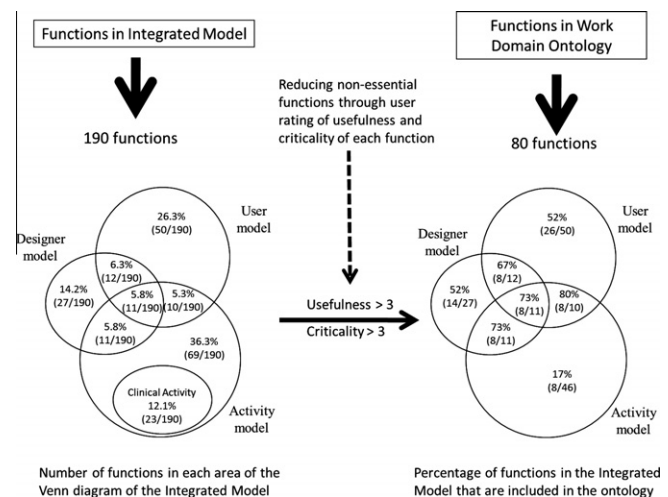 Functions in Integrated Model
190 functions
Reducing non-essential
functions through user
rating of usefulness and
criticality of each function
Functions in Work
Domain Ontology
80 functions
Designer
model
User
model
26.3%
(50/190)
6.3%
(12/190)
14.2%
(27/190)
5.8%
(11/190)
5.3%
(10/190)
5.8%
(11/190)
36.3%
(69/190)
Clinical Activity
12.1%
(23/190)
Activity
model
Usefulness > 3
Criticality > 3
Designer
model
User
model
52%
(26/50)
67%
(8/12)
52%
(14/27)
73%
(8/11)
80%
(8/10)
73%
(8/11)
17%
(8/46)
Activity
model
Number of functions in each area of the
Venn diagram of the Integrated Model
Percentage of functions in the Integrated
Model that are included in the ontology